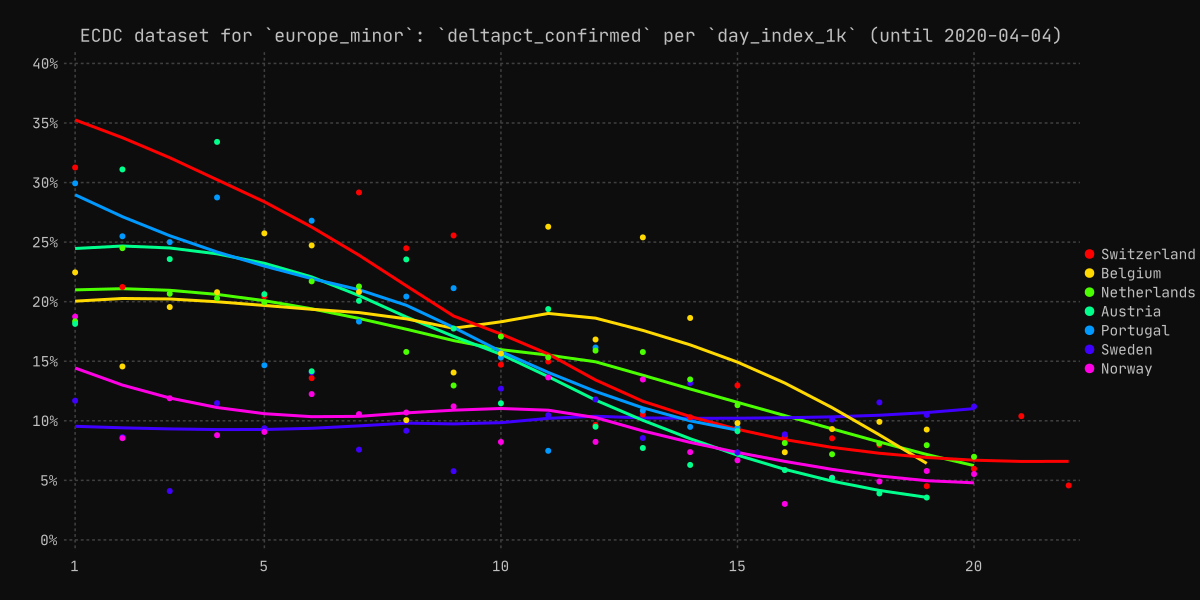 ECDC dataset for `europe_minor`: `deltapct_confirmed` per `day_index_1k` (until 2020-04-04)
40%
35%
30%
25%
20%
15%
10%
5%
0%
1 5 10 15 20
Switzerland
Belgium
Netherlands
Austria
Portugal
Sweden
Norway